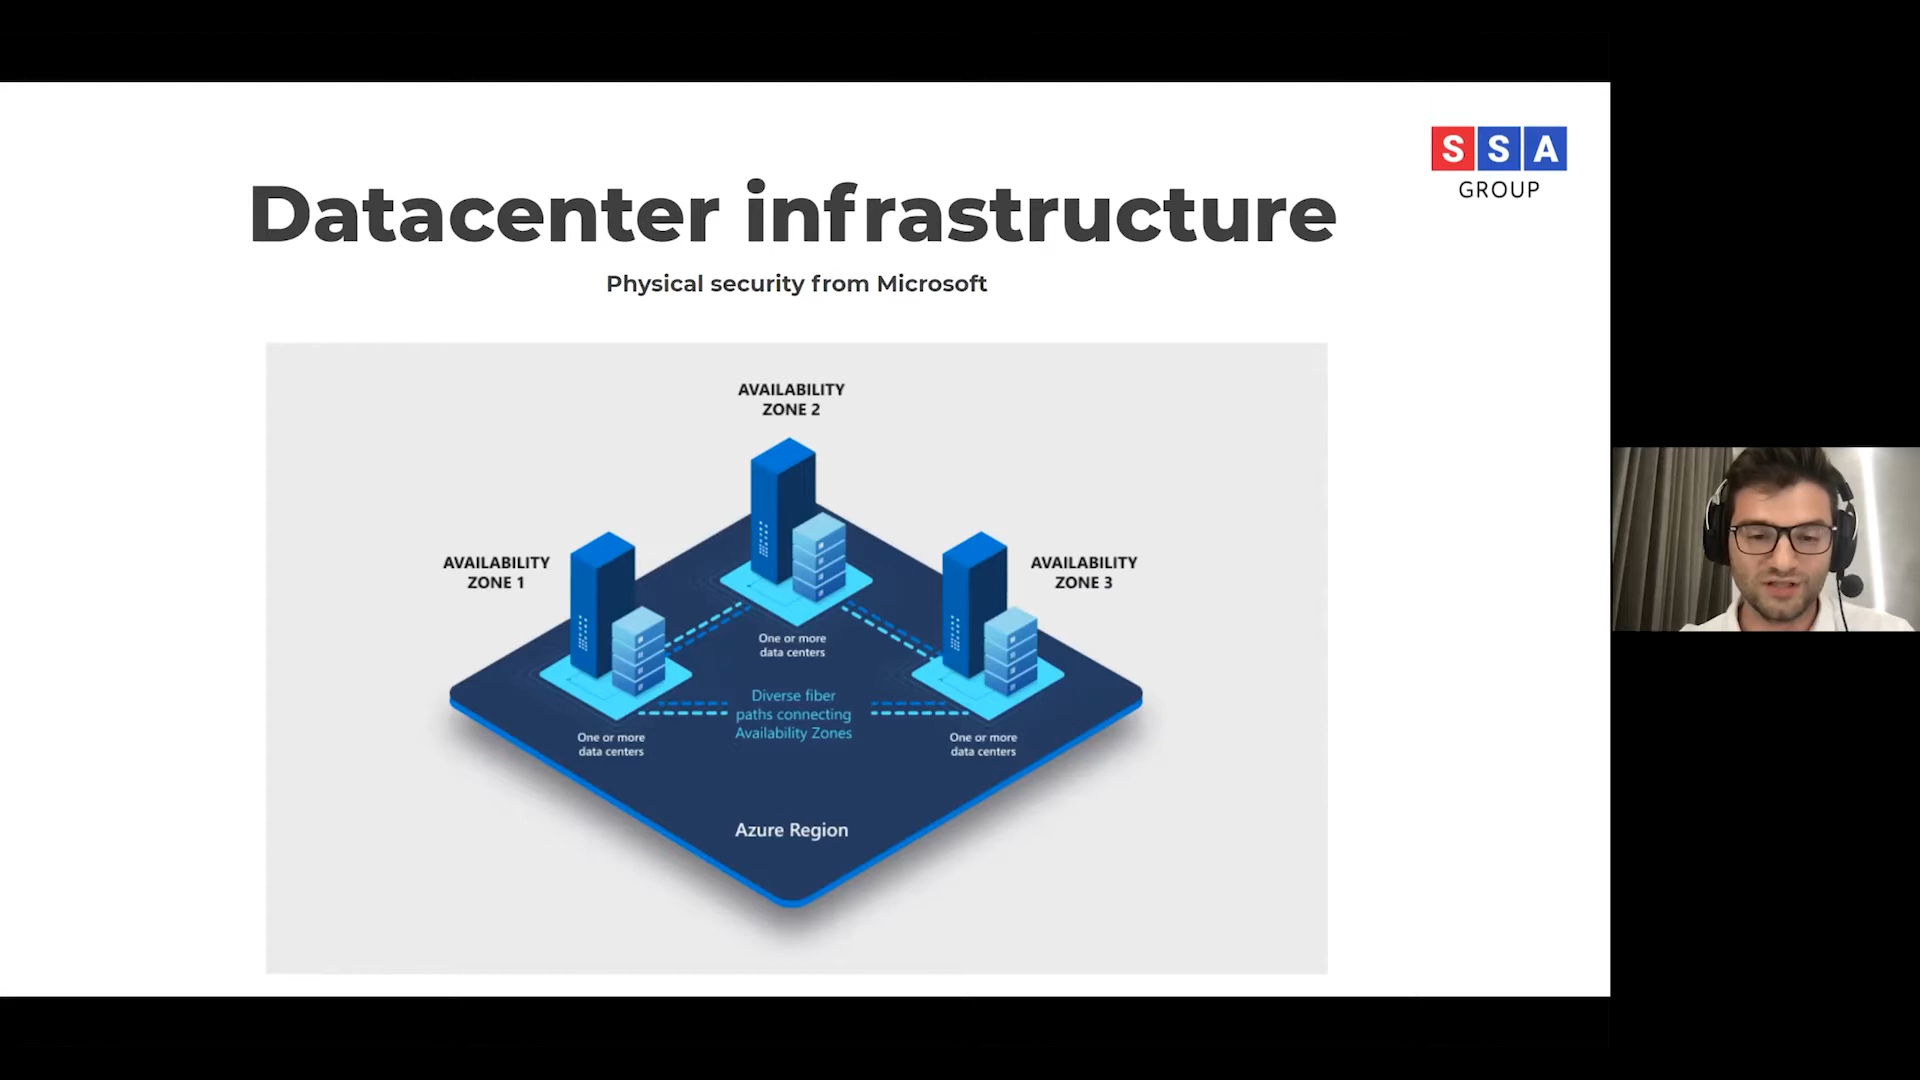 S S A
GROUP
Datacenter infrastructure
Physical security from Microsoft
AVAILABILITY
ZONE 2
AVAILABILITY
ZONE 1
AVAILABILITY
ZONE 3
One or more
data centers
Diverse fiber
paths connecting
Availability Zones
One or more
data centers
One or more
data centers
Azure Region